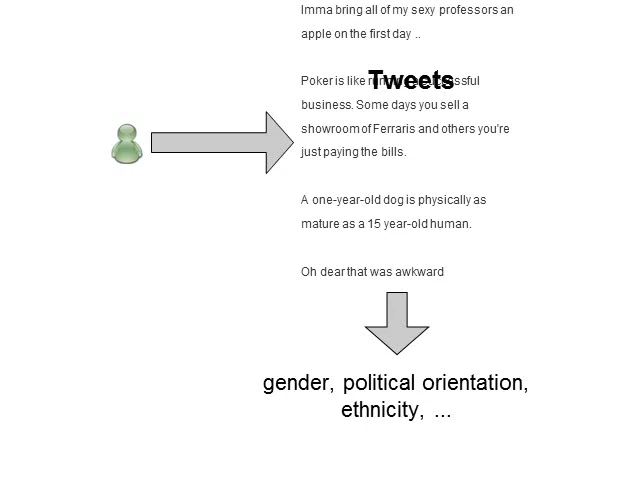 Imma bring all of my sexy professors an
apple on the first day ..
Tweets
Poker is like running a successful
business. Some days you sell a
showroom of Ferraris and others you're
just paying the bills.
A one-year-old dog is physically as
mature as a 15 year-old human.
Oh dear that was awkward
gender, political orientation,
ethnicity, ...